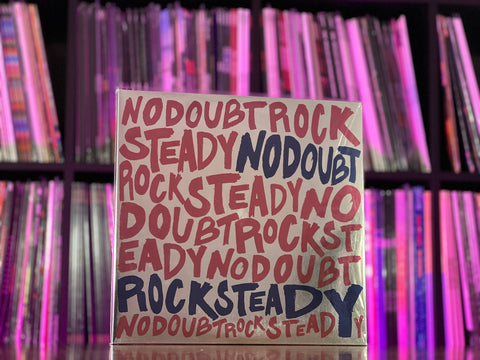 NODOUBTROCK
STEADYNODOUBT
ROCKSTEADYNO
DOUBTROCKST
EADYNODOUBT
ROCKSTEADY
NODOUBTROCKSTEADY